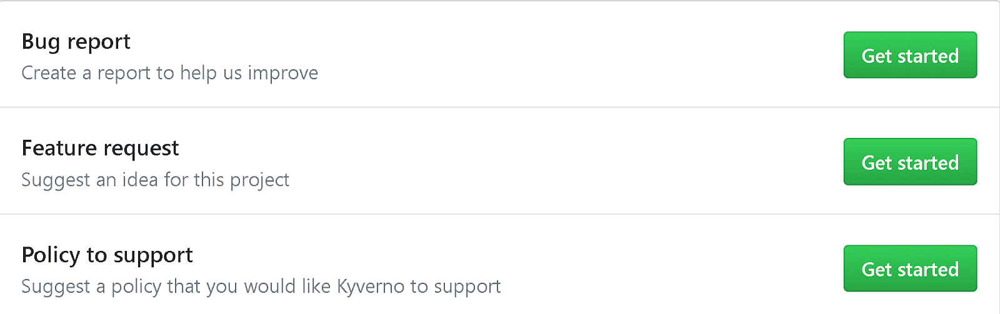 Bug report
Create a report to help us improve
Get started
Feature request
Suggest an idea for this project
Get started
Policy to support
Suggest a policy that you would like Kyverno to support
Get started